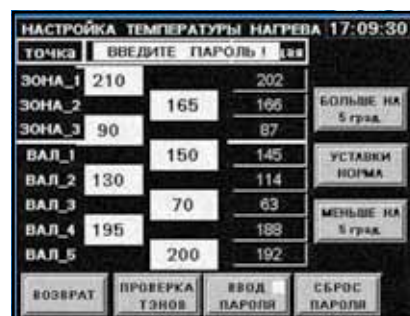 НАСТРОЙКА ТЕМПЕРАТУРЫ НАГРЕВА 17:09:30
точка ВВЕДИТЕ ПАРОЛЬ !
ЗОНА_1 210 202
ЗОНА_2 165 166
ЗОНА_3 90 87
ВАЛ_1 150 145
ВАЛ_2 130 114
ВАЛ_3 70 63
ВАЛ_4 195 188
ВАЛ_5 200 192
БОЛЬШЕ НА
5 град.
УСТАВКИ
НОРМА
МЕНЬШЕ НА
5 град.
ВОЗВРАТ
ПРОВЕРКА
ТЭНОВ
ВВОД
ПАРОЛЯ
СБРОС
ПАРОЛЯ